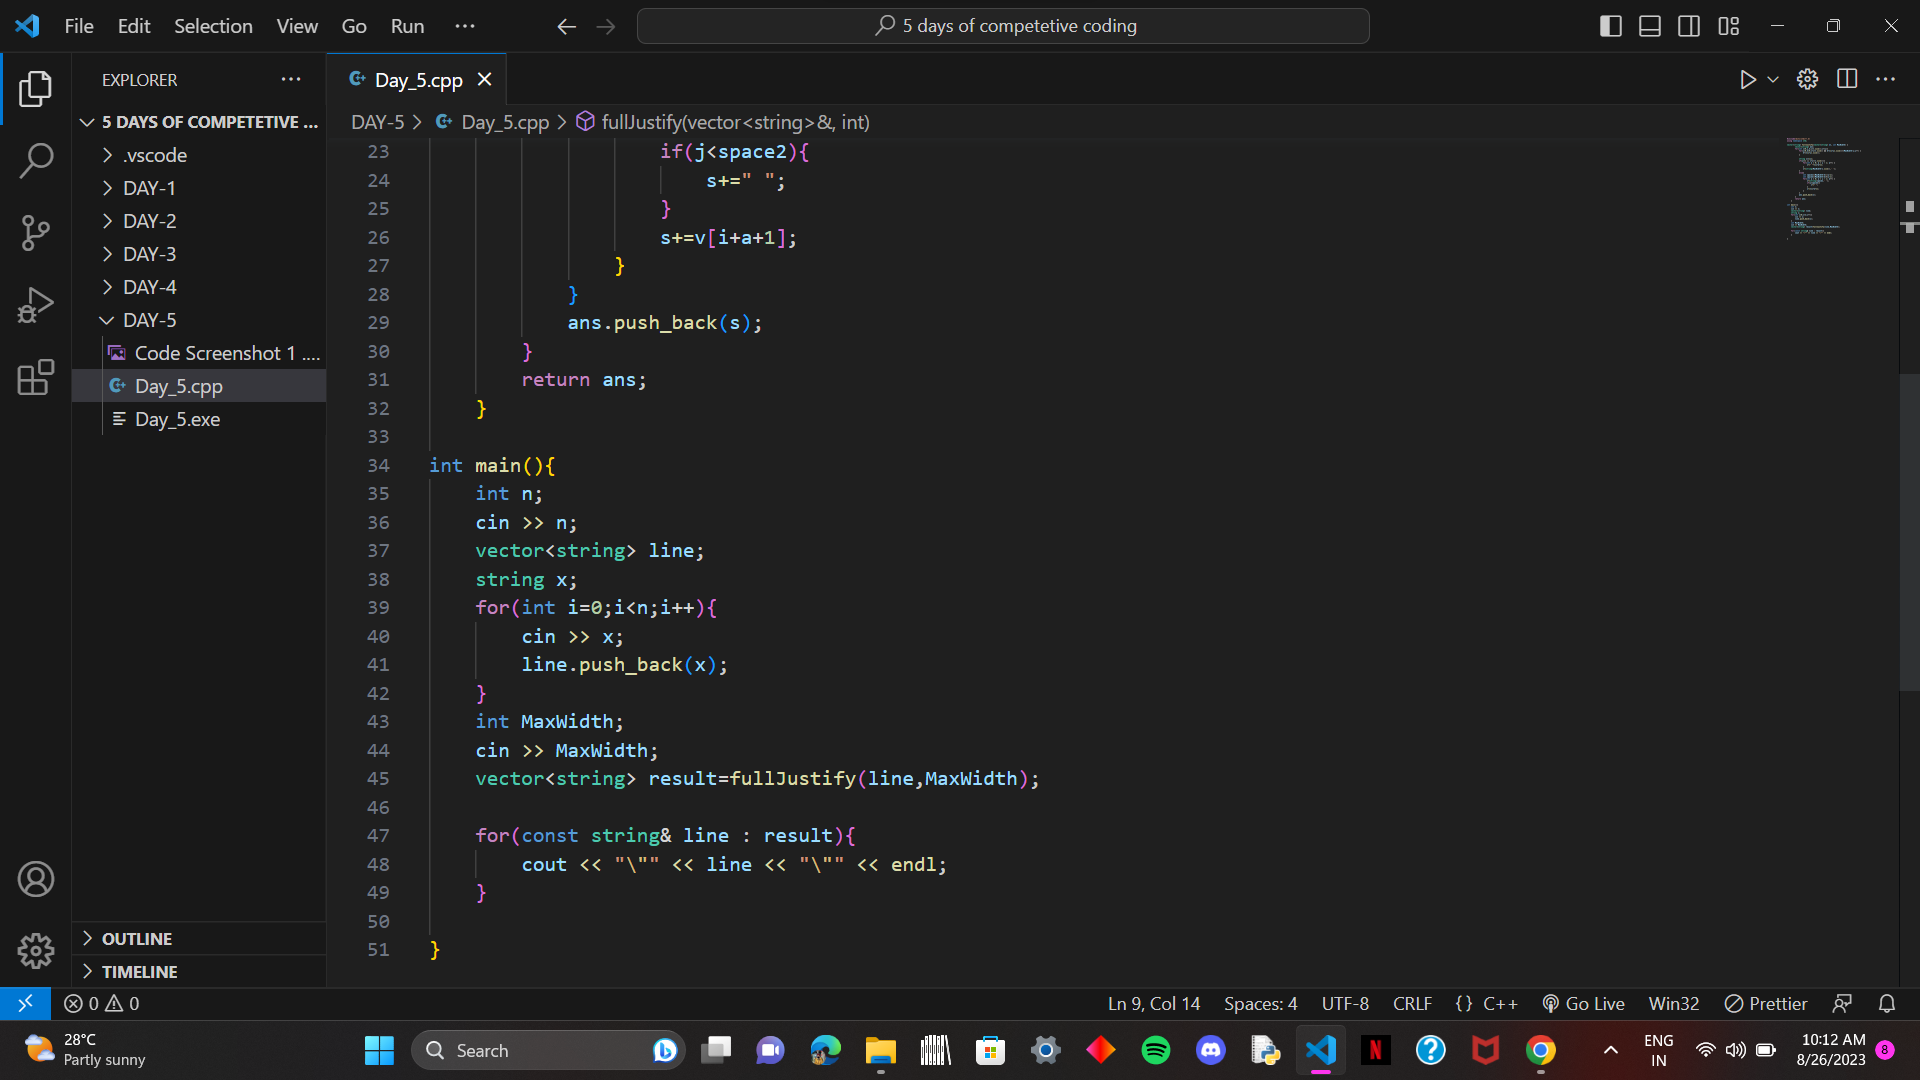 File Edit Selection View Go Run ...
5 days of competetive coding
EXPLORER
5 DAYS OF COMPETETIVE ...
.vscode
DAY-1
DAY-2
DAY-3
DAY-4
DAY-5
Code Screenshot 1 ....
Day_5.cpp
Day_5.exe
OUTLINE
TIMELINE
Day_5.cpp
DAY-5 > Day_5.cpp > fullJustify(vector<string>&, int)
23 if(j<space2){
24 s+=" ";
25 }
26 s+=v[i+a+1];
27 }
28 }
29 ans.push_back(s);
30 }
31 return ans;
32 }
33
34 int main(){
35 int n;
36 cin >> n;
37 vector<string> line;
38 string x;
39 for(int i=0;i<n;i++){
40 cin >> x;
41 line.push_back(x);
42 }
43 int MaxWidth;
44 cin >> MaxWidth;
45 vector<string> result=fullJustify(line,MaxWidth);
46
47 for(const string& line : result){
48 cout << "\"" << line << "\"" << endl;
49 }
50
51 }
0 0
Ln 9, Col 14 Spaces: 4 UTF-8 CRLF {} C++ Go Live Win32 Prettier
28°C
Partly sunny
Search
ENG
IN
10:12 AM
8/26/2023
8